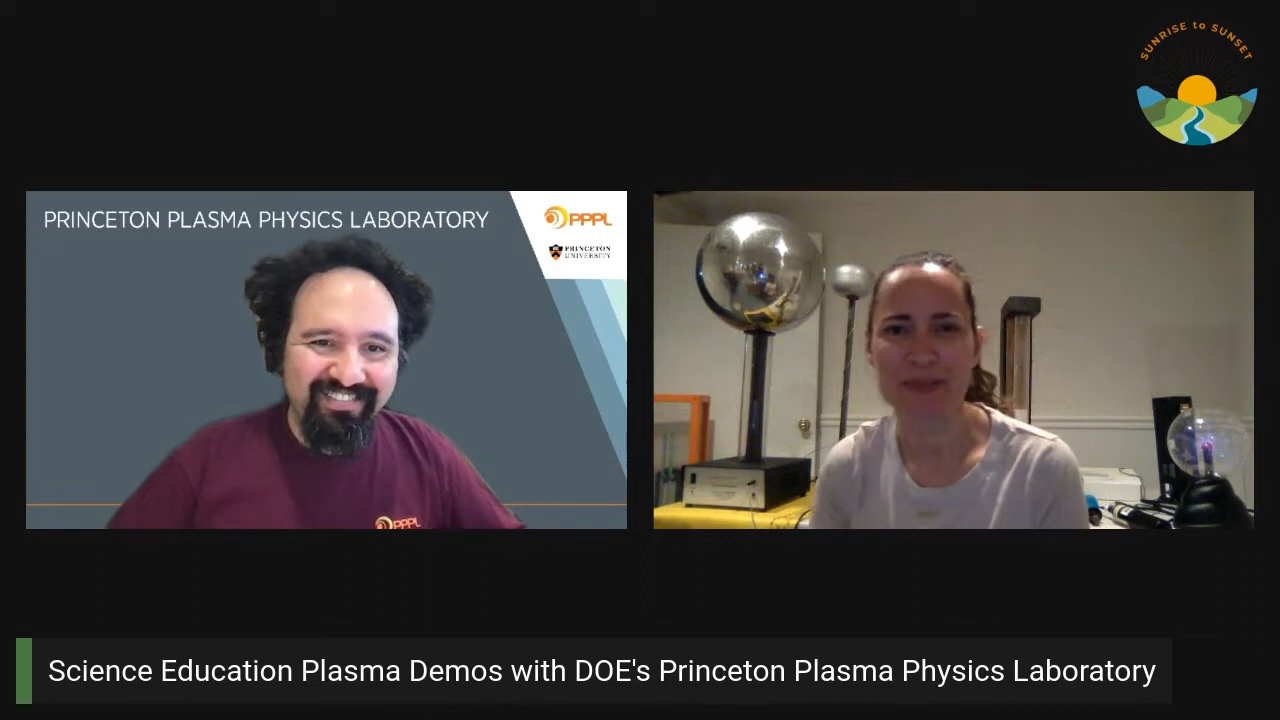 SUNRISE to SUNSET
PRINCETON PLASMA PHYSICS LABORATORY
PPPL
PRINCETON
UNIVERSITY
PPPL
Science Education Plasma Demos with DOE's Princeton Plasma Physics Laboratory